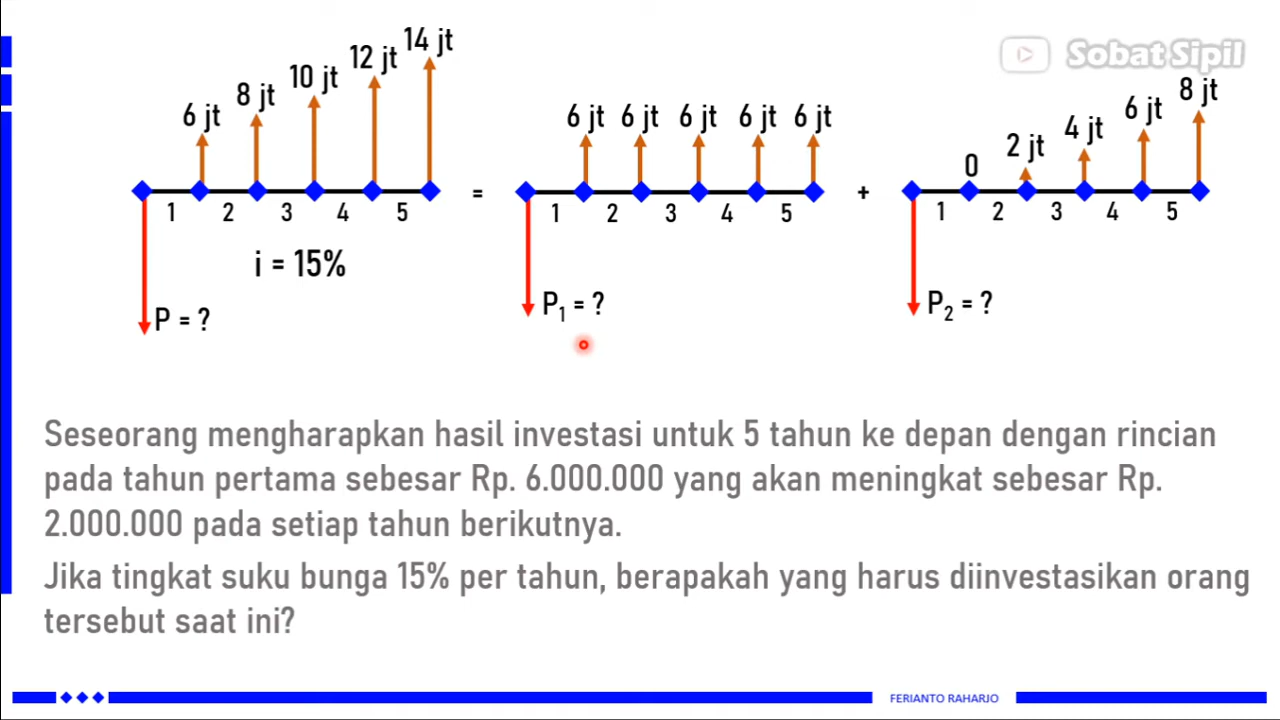 Sobat Sipil
6 jt 8 jt 10 jt 12 jt 14 jt
1 2 3 4 5
i = 15%
P = ?
=
6 jt 6 jt 6 jt 6 jt 6 jt
1 2 3 4 5
P1 = ?
+
0 2 jt 4 jt 6 jt 8 jt
1 2 3 4 5
P2 = ?
Seseorang mengharapkan hasil investasi untuk 5 tahun ke depan dengan rincian
pada tahun pertama sebesar Rp. 6.000.000 yang akan meningkat sebesar Rp.
2.000.000 pada setiap tahun berikutnya.
Jika tingkat suku bunga 15% per tahun, berapakah yang harus diinvestasikan orang
tersebut saat ini?
FERIANTO RAHARJO